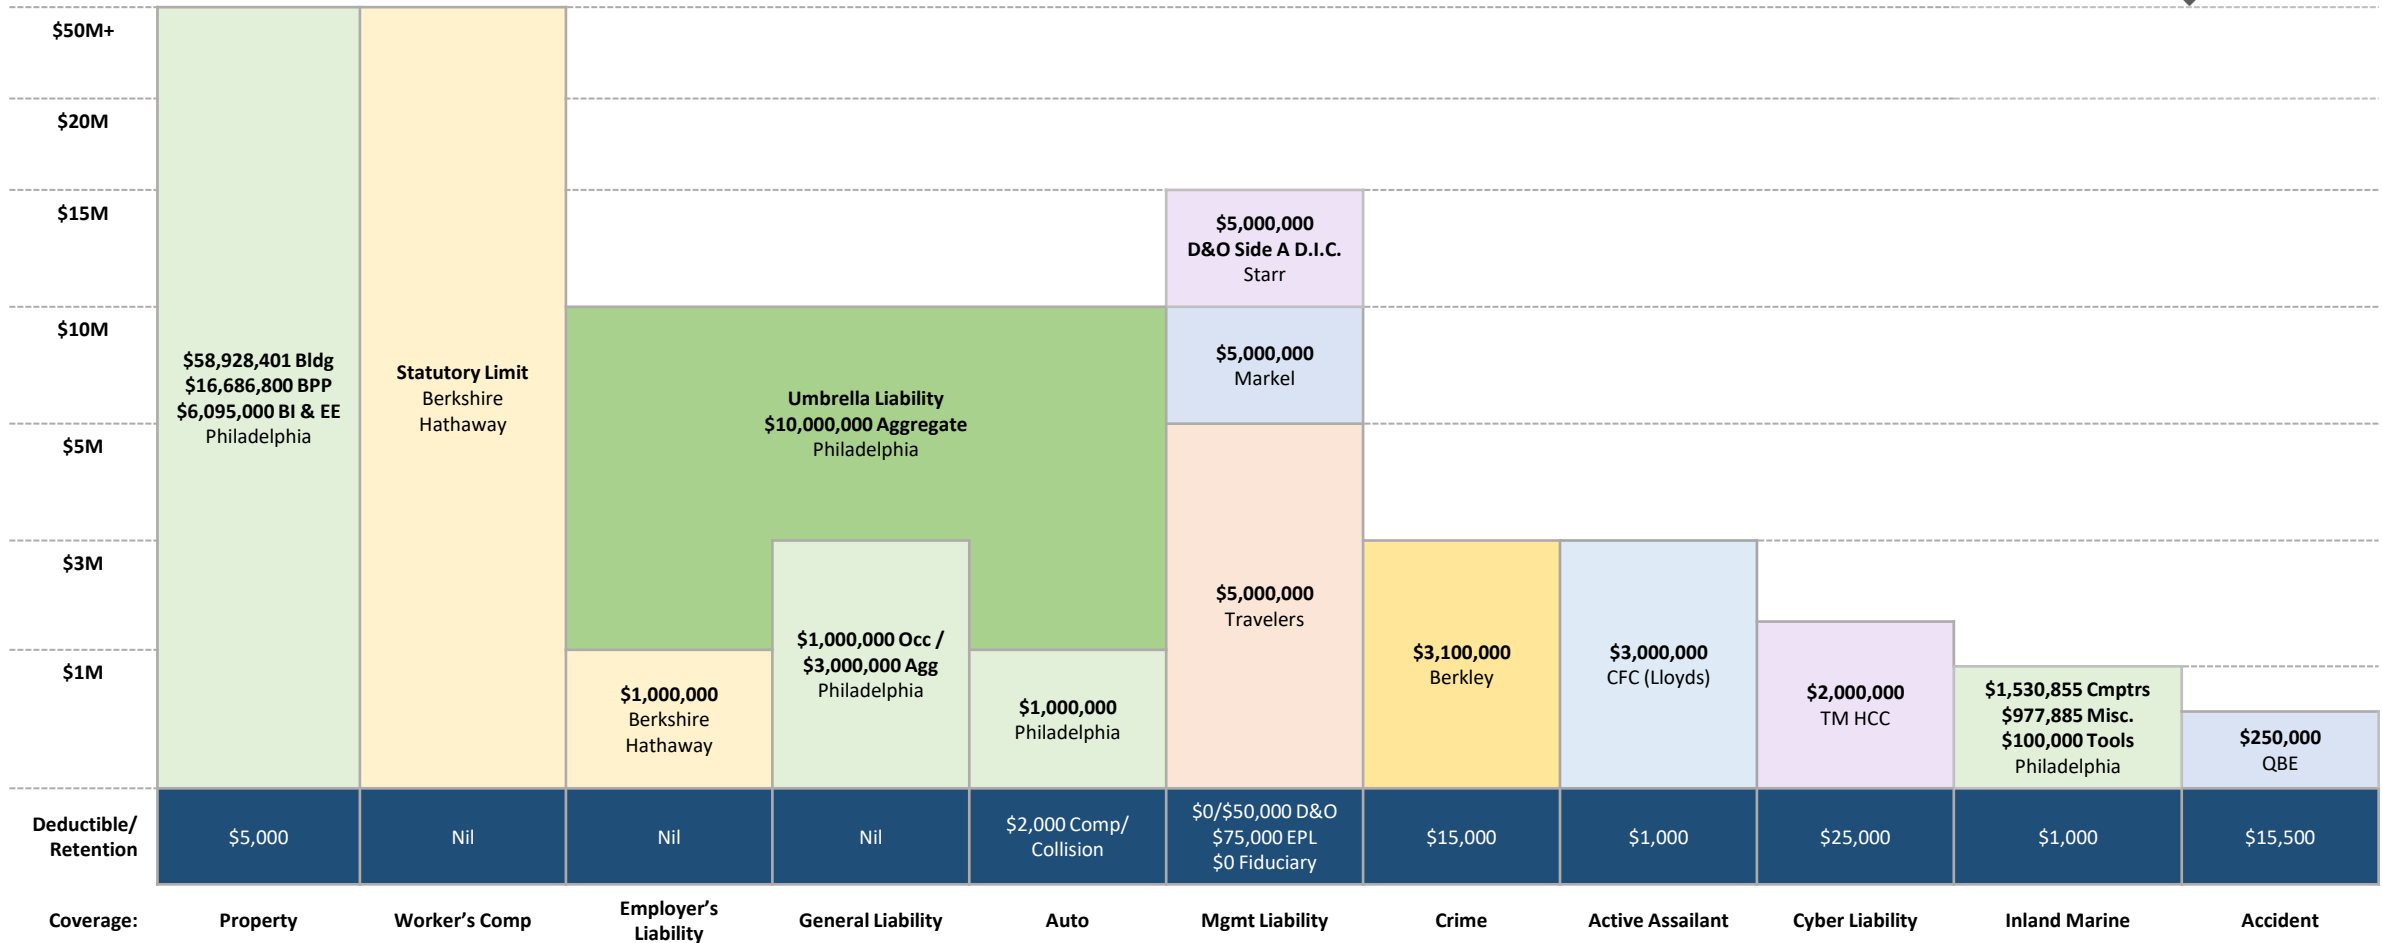 $50M+
$20M
$15M
$10M
$5M
$3M
$1M
$58,928,401 Bldg
$16,686,800 BPP
$6,095,000 BI & EE
Philadelphia
Statutory Limit
Berkshire
Hathaway
Umbrella Liability
$10,000,000 Aggregate
Philadelphia
$1,000,000
Berkshire
Hathaway
$1,000,000 Occ /
$3,000,000 Agg
Philadelphia
$1,000,000
Philadelphia
$5,000,000
D&O Side A D.I.C.
Starr
$5,000,000
Markel
$5,000,000
Travelers
$3,100,000
Berkley
$3,000,000
CFC (Lloyds)
$2,000,000
TM HCC
$1,530,855 Cmptrs
$977,885 Misc.
$100,000 Tools
Philadelphia
$250,000
QBE
Deductible/
Retention
$5,000
Nil
Nil
Nil
$2,000 Comp/
Collision
$0/$50,000 D&O
$75,000 EPL
$0 Fiduciary
$15,000
$1,000
$25,000
$1,000
$15,500
Coverage:
Property
Worker’s Comp
Employer’s
Liability
General Liability
Auto
Mgmt Liability
Crime
Active Assailant
Cyber Liability
Inland Marine
Accident